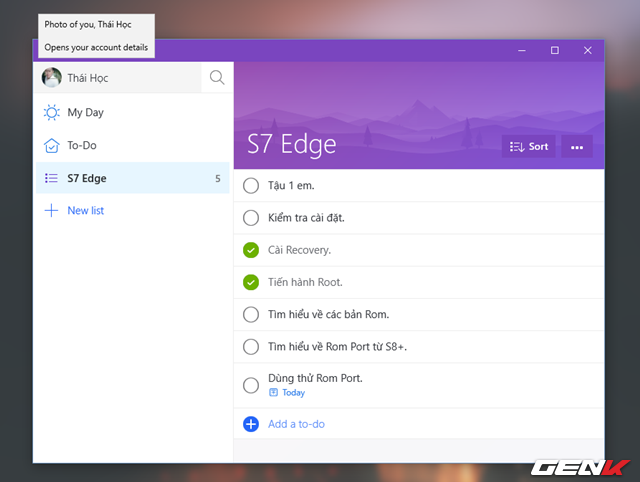 Photo of you, Thái Học
Opens your account details
Thái Học
My Day
To-Do
S7 Edge 5
New list
S7 Edge
Sort
Tậu 1 em.
Kiểm tra cài đặt.
Cài Recovery.
Tiến hành Root.
Tìm hiểu về các bản Rom.
Tìm hiểu về Rom Port từ S8+.
Dùng thử Rom Port.
Today
Add a to-do
GENK